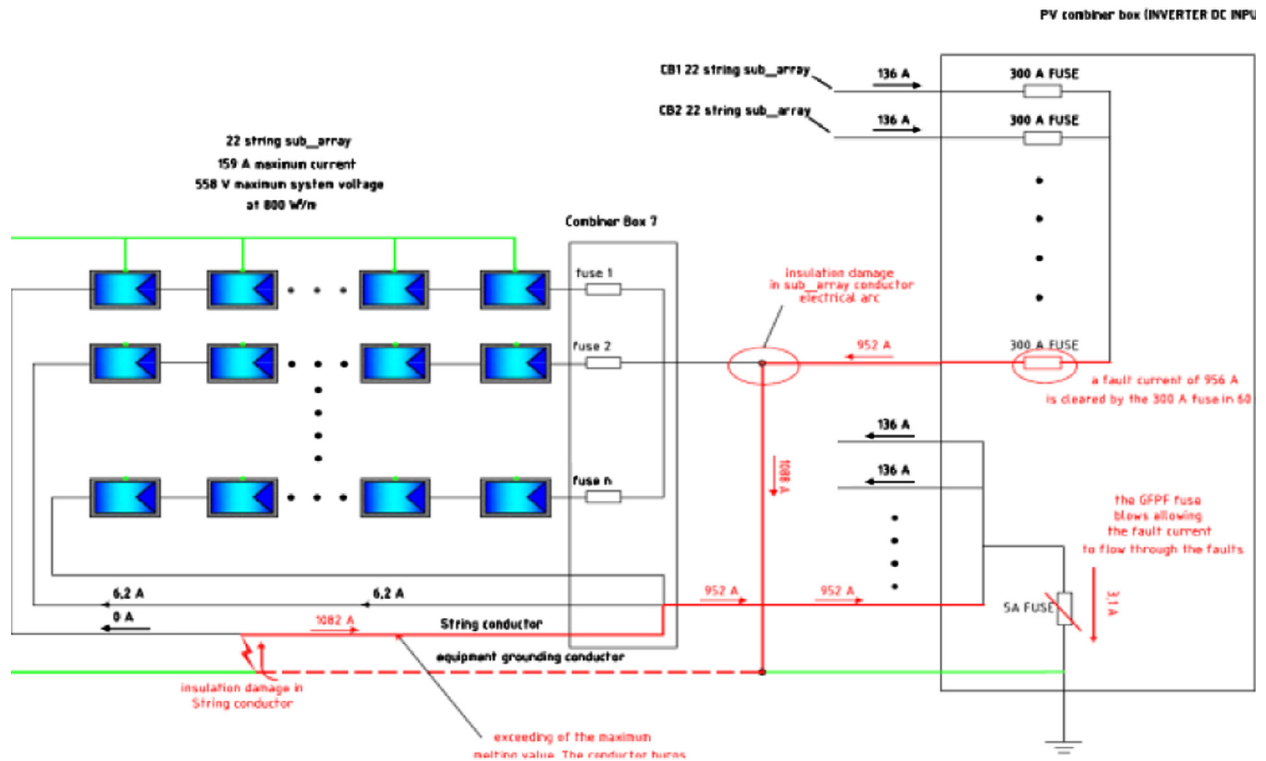 PV combiner box (INVERTER DC INPU
CB1 22 string sub_array
136 A
300 A FUSE
CB2 22 string sub_array
136 A
300 A FUSE
22 string sub_array
159 A maximum current
558 V maximum system voltage
at 800 W²/m
Combiner Box 7
fuse 1
insulation damage
in sub_array conductor
electrical arc
fuse 2
952 A
300 A FUSE
a fault current of 956 A
is cleared by the 300 A fuse in 60
136 A
1088 A
136 A
fuse n
the GFPF fuse
blows allowing
the fault current
to flow through the faults
6,2 A
6,2 A
952 A
952 A
5A FUSE
3,1 A
0 A
1082 A
String conductor
equipment grounding conductor
insulation damage in
String conductor
exceeding of the maximum
melting value. The conductor burns